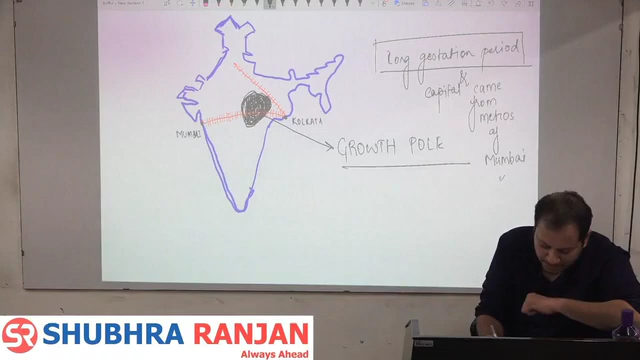 Long gestation period
&
Capital came
from
metros
of
Mumbai
MUMBAI
KOLKATA
GROWTH POLE
SR
SHUBHRA RANJAN
Always Ahead